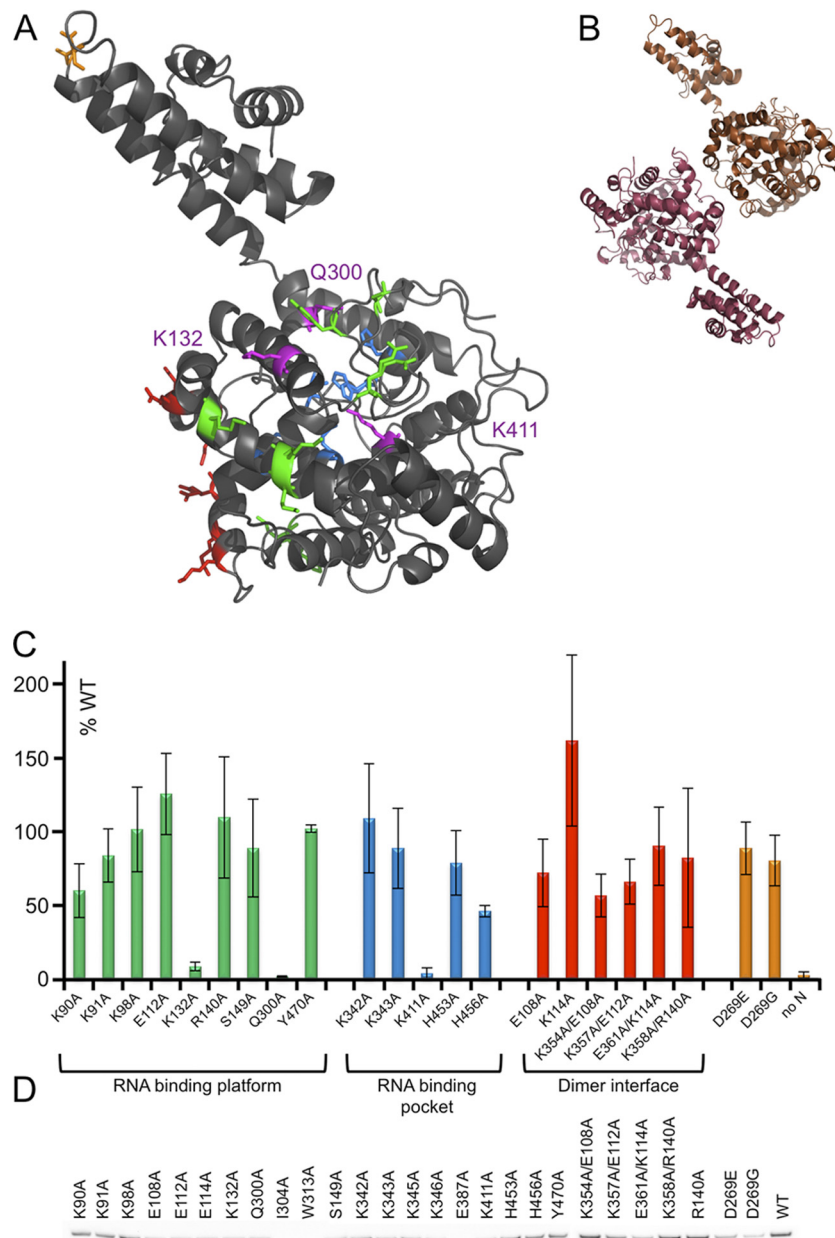 A
B
Q300
K132
K411
C
% WT
200
150
100
50
0
K90A
K91A
K98A
E112A
K132A
R140A
S149A
Q300A
Y470A
K342A
K343A
K411A
H453A
H456A
E108A
K114A
K354A/E108A
K357A/E112A
E361A/K114A
K358A/R140A
D269E
D269G
no N
RNA binding platform
RNA binding
pocket
Dimer interface
D
K90A
K91A
K98A
E108A
E112A
E114A
K132A
Q300A
I304A
W313A
S149A
K342A
K343A
K345A
K346A
E387A
K411A
H453A
H456A
Y470A
K354A/E108A
K357A/E112A
E361A/K114A
K358A/R140A
R140A
D269E
D269G
WT